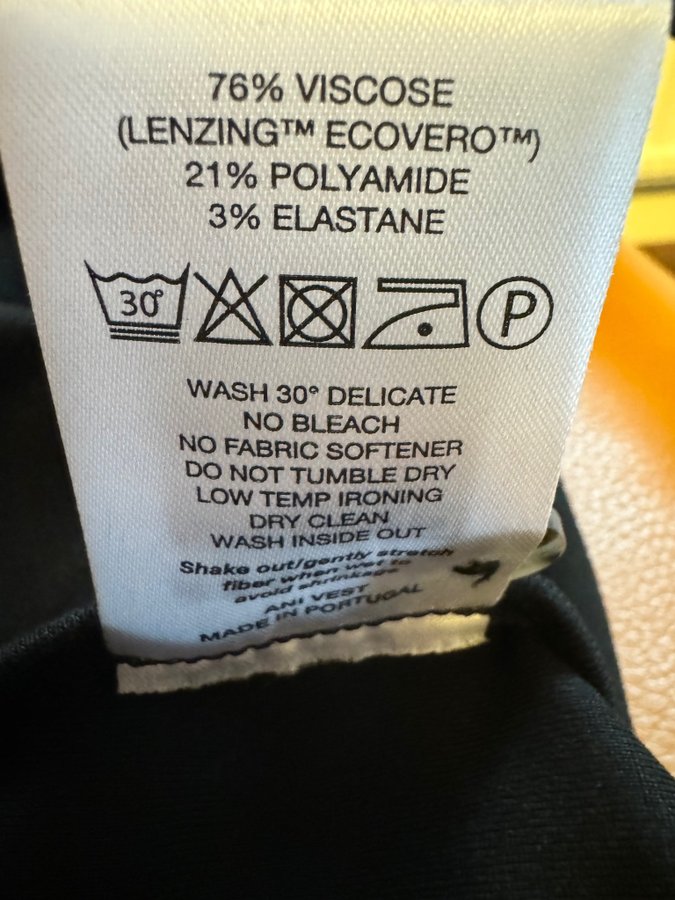 76% VISCOSE
(LENZING™ ECOVERO™)
21% POLYAMIDE
3% ELASTANE
30° P
WASH 30° DELICATE
NO BLEACH
NO FABRIC SOFTENER
DO NOT TUMBLE DRY
LOW TEMP IRONING
DRY CLEAN
WASH INSIDE OUT
Shake out/gently stretch
fiber when wet to
avoid shrinkage
ANI VEST
MADE IN PORTUGAL